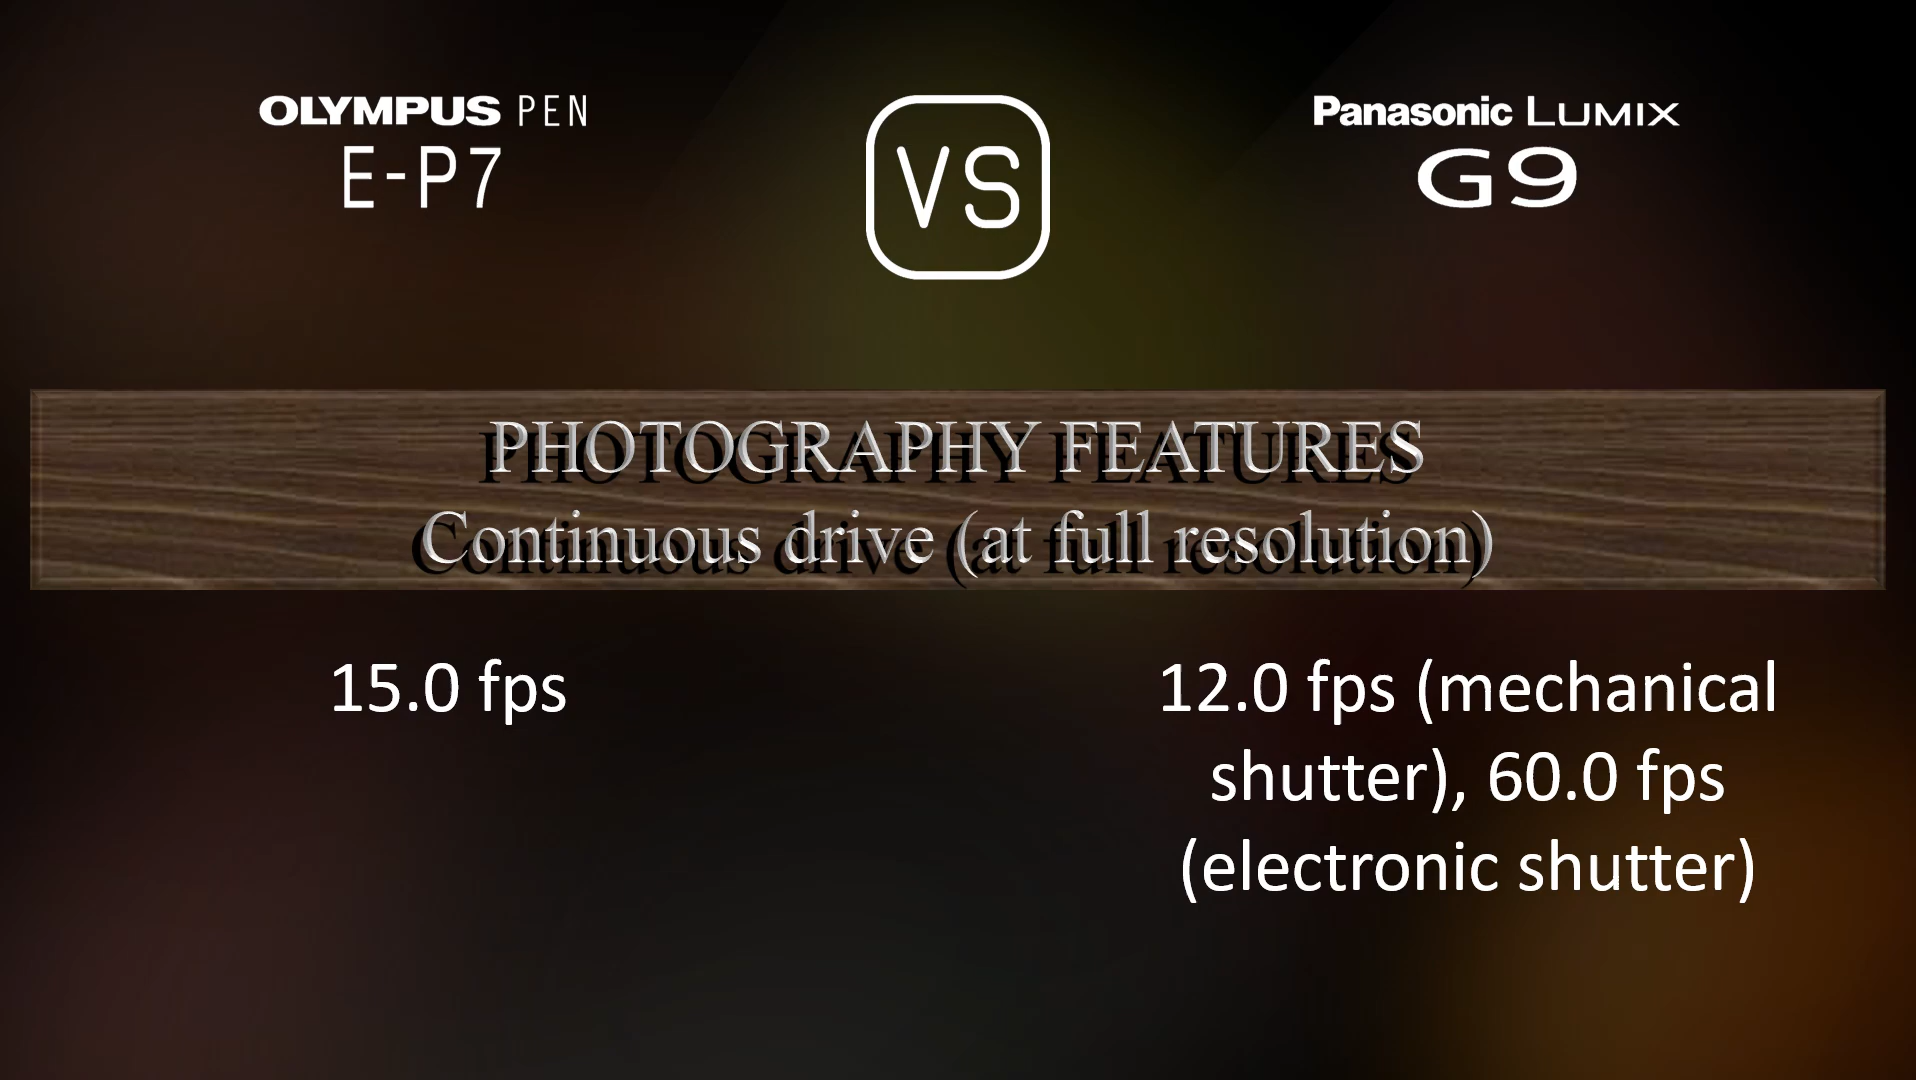 OLYMPUS PEN
E-P7
VS
Panasonic LUMIX
G9
PHOTOGRAPHY FEATURES
Continuous drive (at full resolution)
15.0 fps
12.0 fps (mechanical
shutter), 60.0 fps
(electronic shutter)